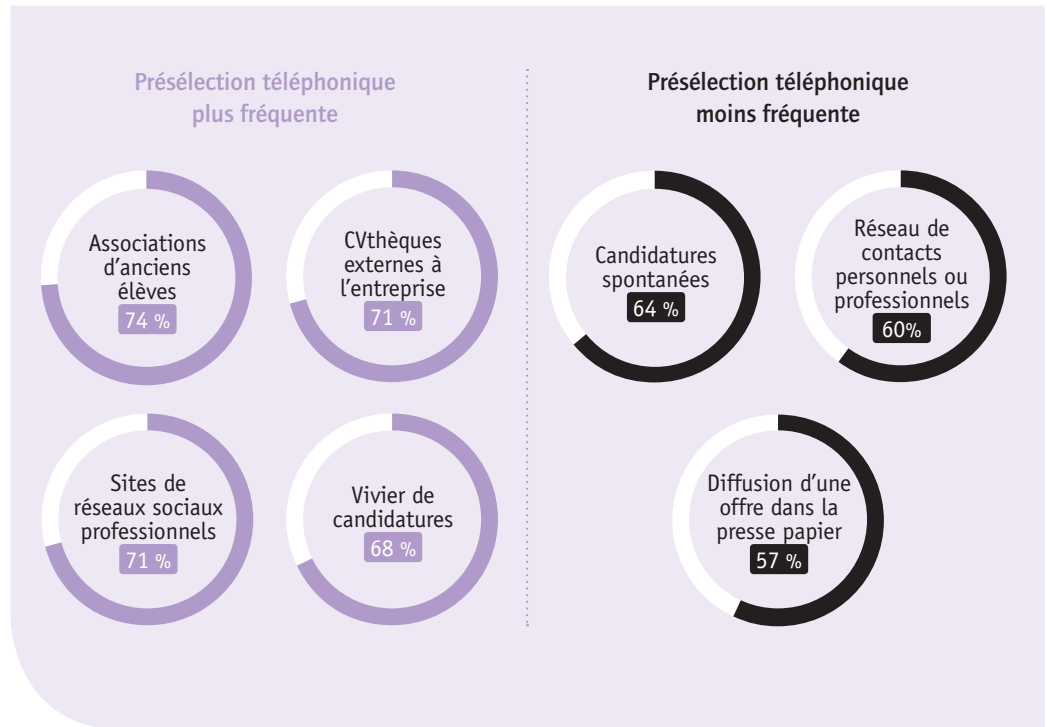 Présélection téléphonique
plus fréquente
Associations
d’anciens
élèves
74 %
CVthèques
externes à
l’entreprise
71 %
Sites de
réseaux sociaux
professionnels
71 %
Vivier de
candidatures
68 %
Présélection téléphonique
moins fréquente
Candidatures
spontanées
64 %
Réseau de
contacts
personnels ou
professionnels
60%
Diffusion d’une
offre dans la
presse papier
57 %